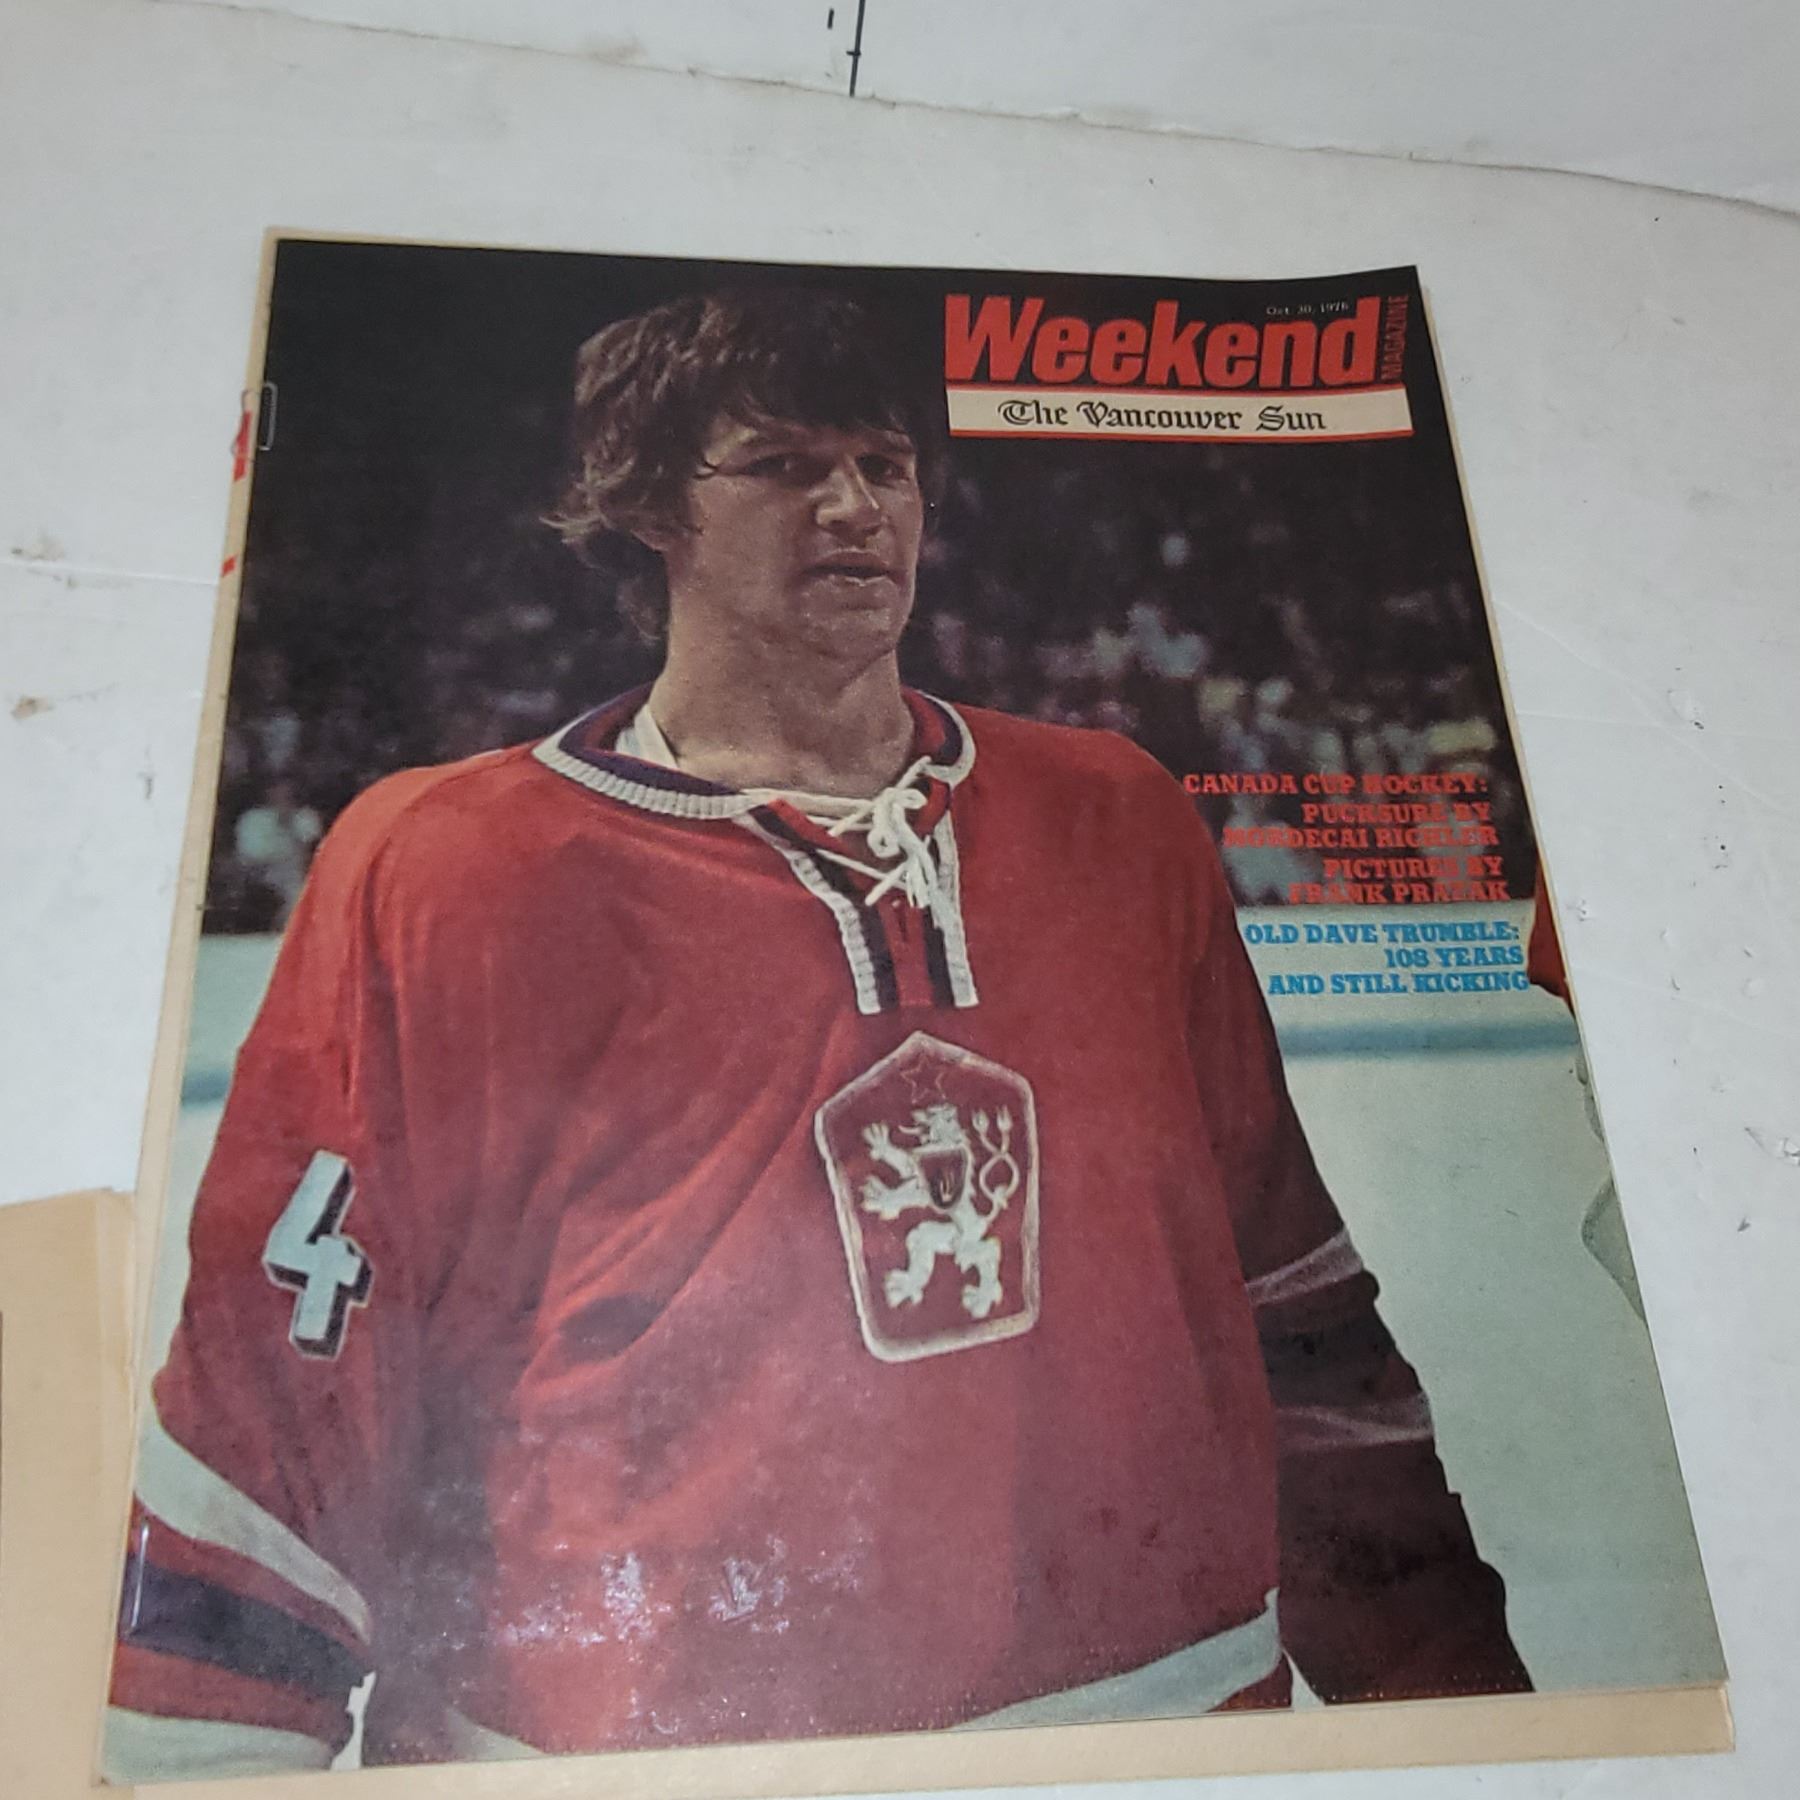 Oct. 30, 1976
Weekend
MAGAZINE
The Vancouver Sun
CANADA CUP HOCKEY:
PUCKSURE BY
MORDECAI RICHLER
PICTURES BY
FRANK PRAZAK
OLD DAVE TRUMBLE:
108 YEARS
AND STILL KICKING
4